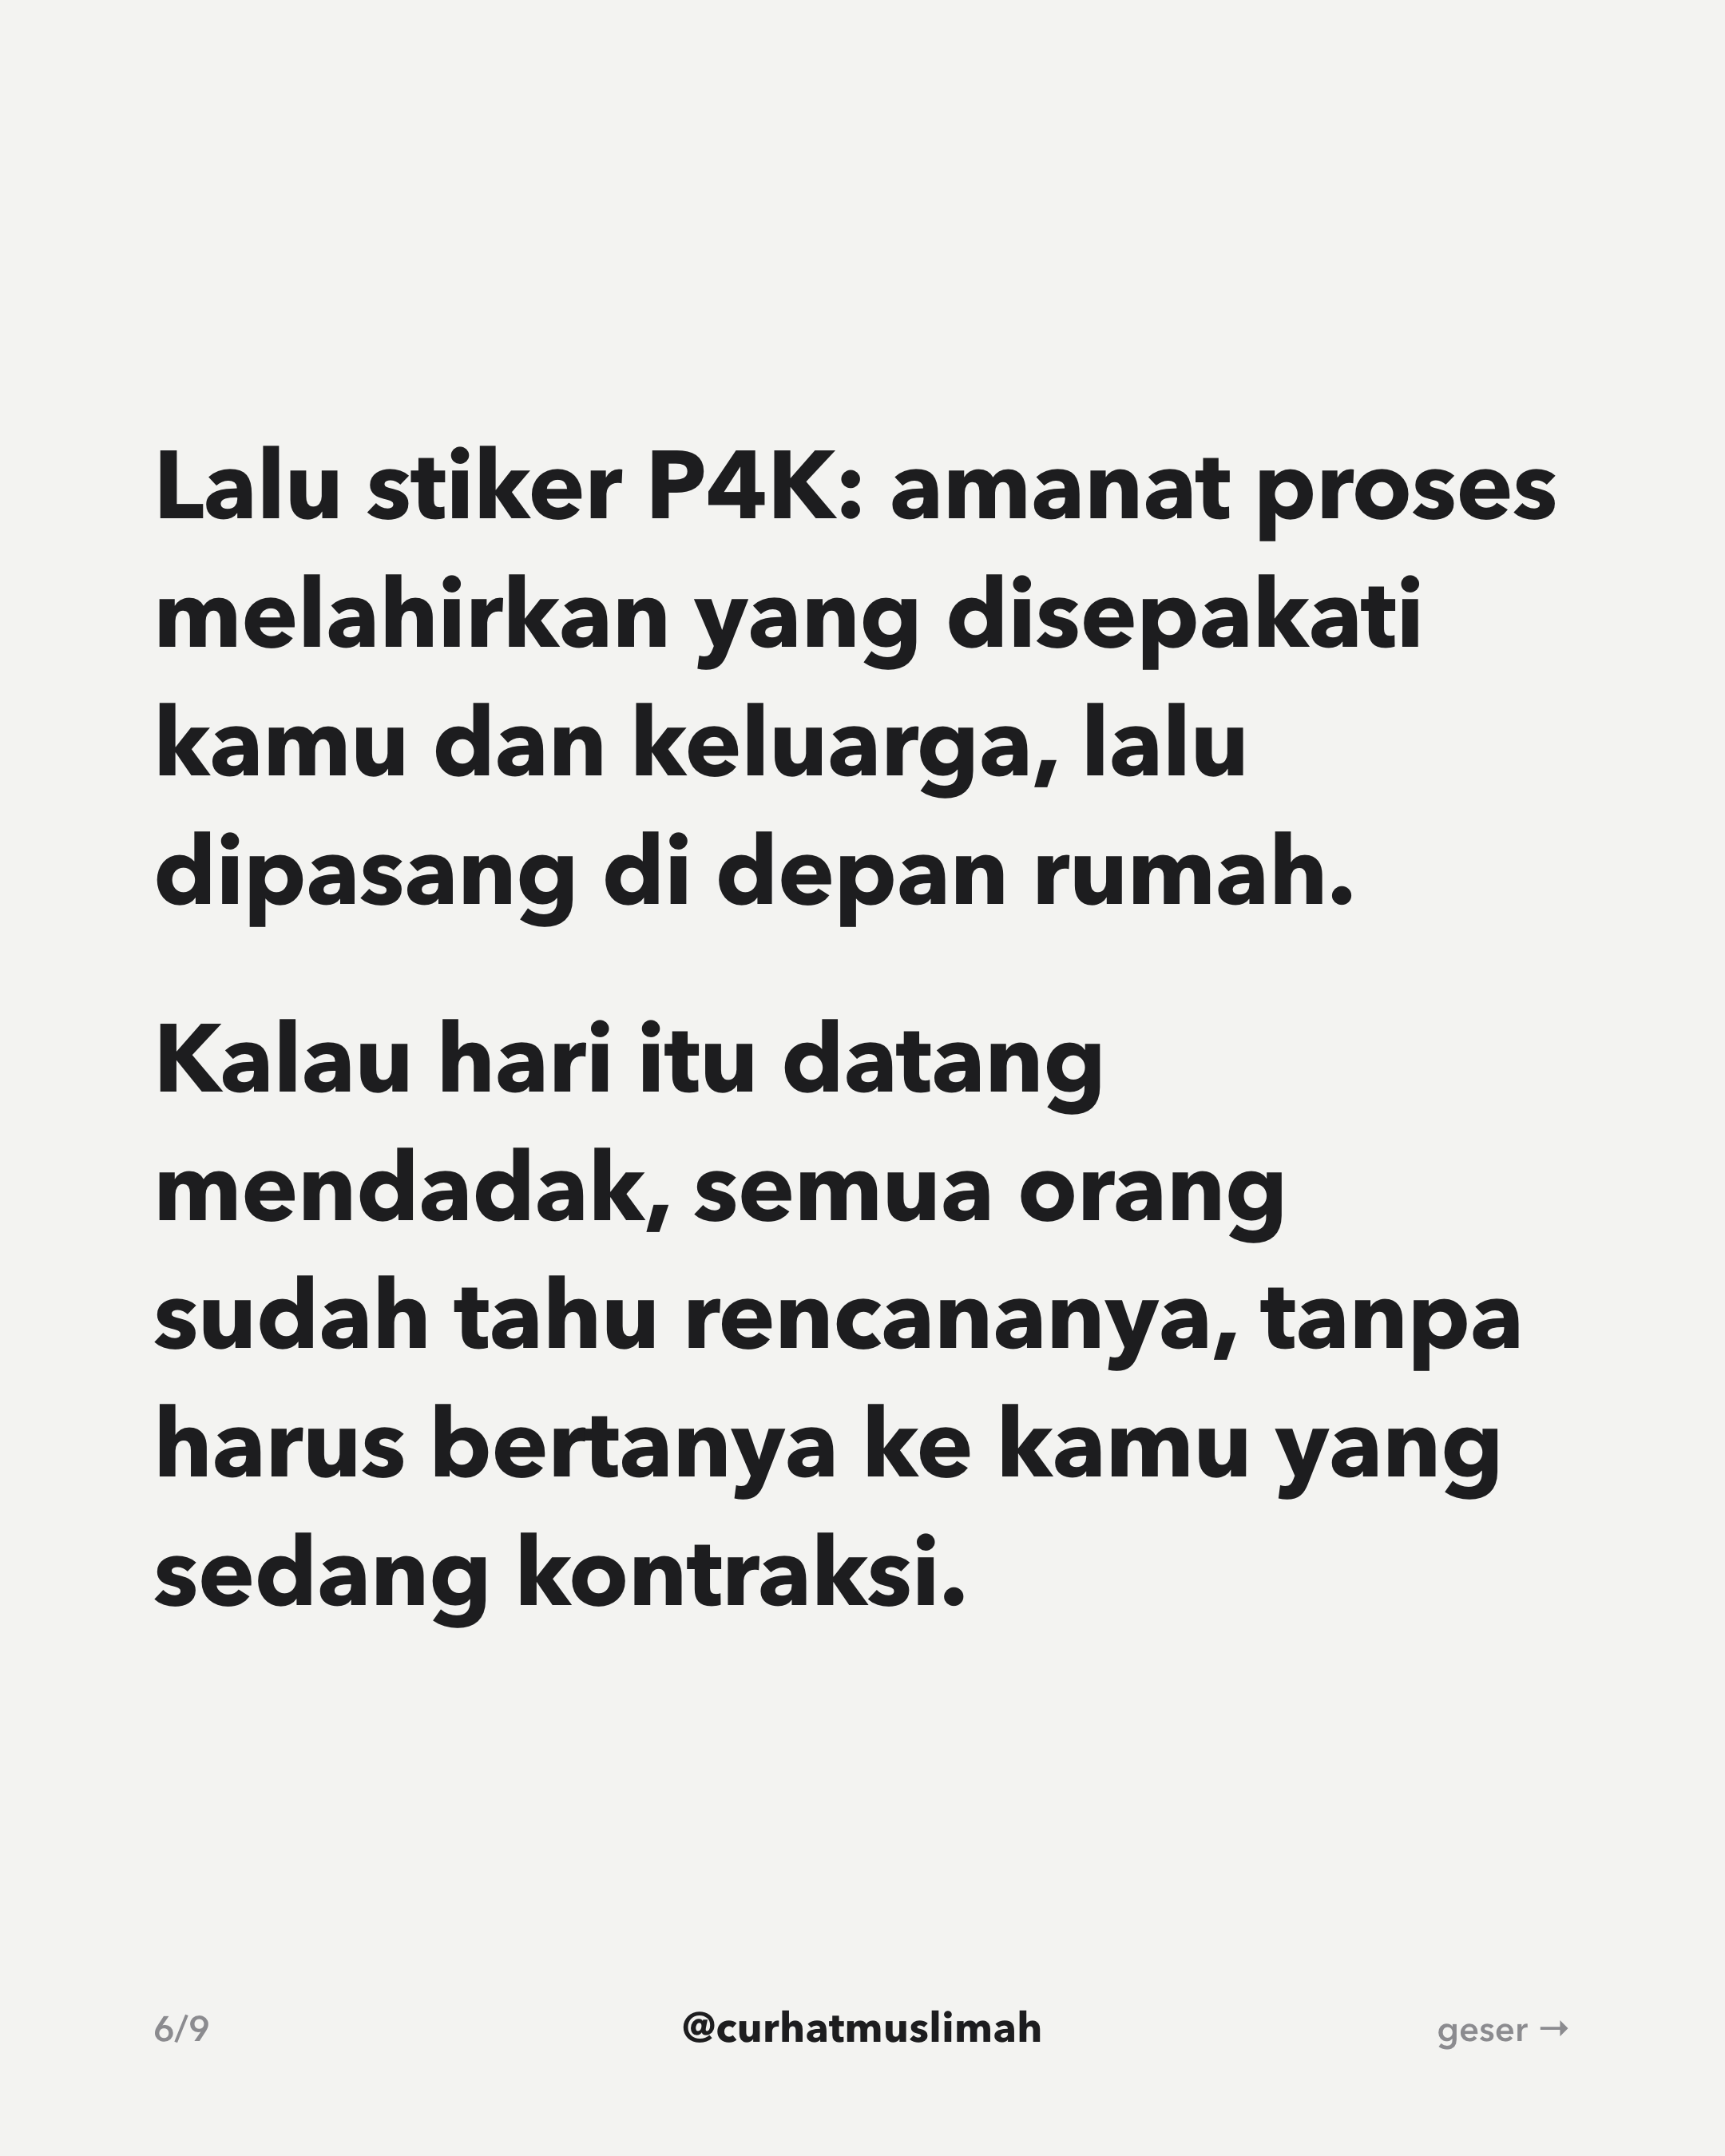 Lalu stiker P4K: amanat proses
melahirkan yang disepakati
kamu dan keluarga, lalu
dipasang di depan rumah.
Kalau hari itu datang
mendadak, semua orang
sudah tahu rencananya, tanpa
harus bertanya ke kamu yang
sedang kontraksi.
6/9
@curhatmuslimah
geser →